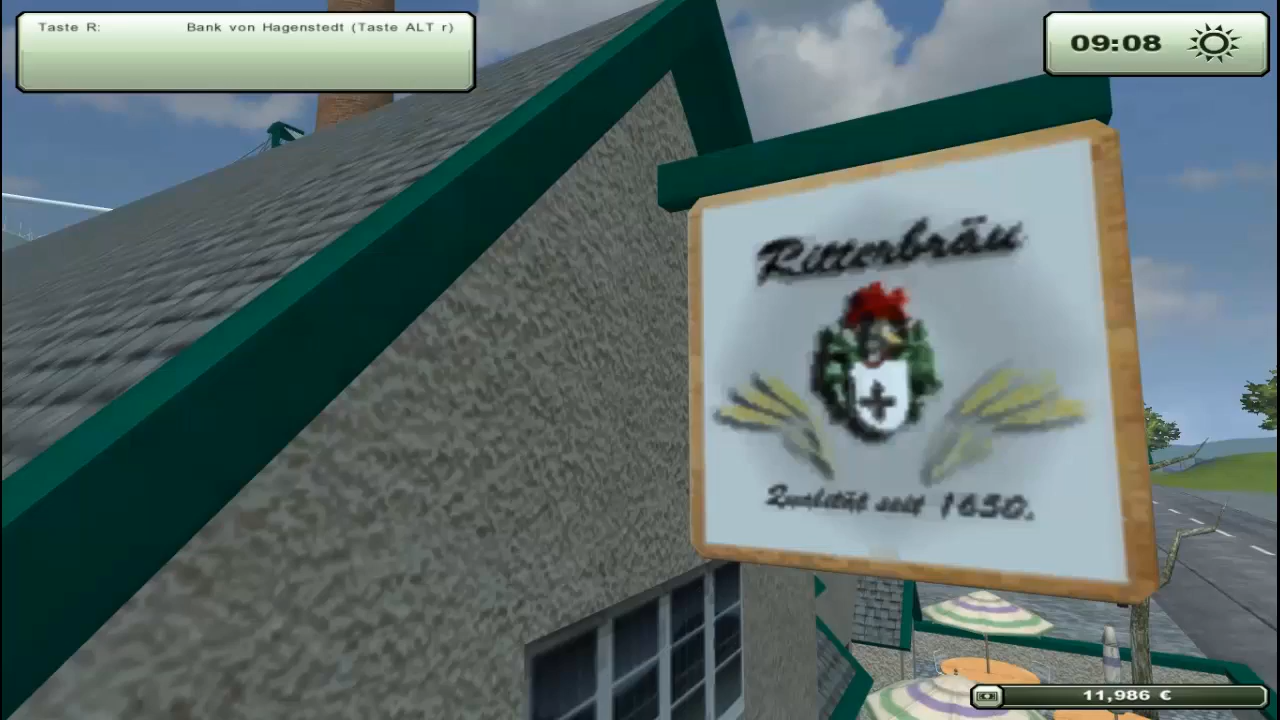 Taste R: Bank von Hagenstedt (Taste ALT r)
09:08
Ritterbräu
Qualität seit 1650.
11,986 €